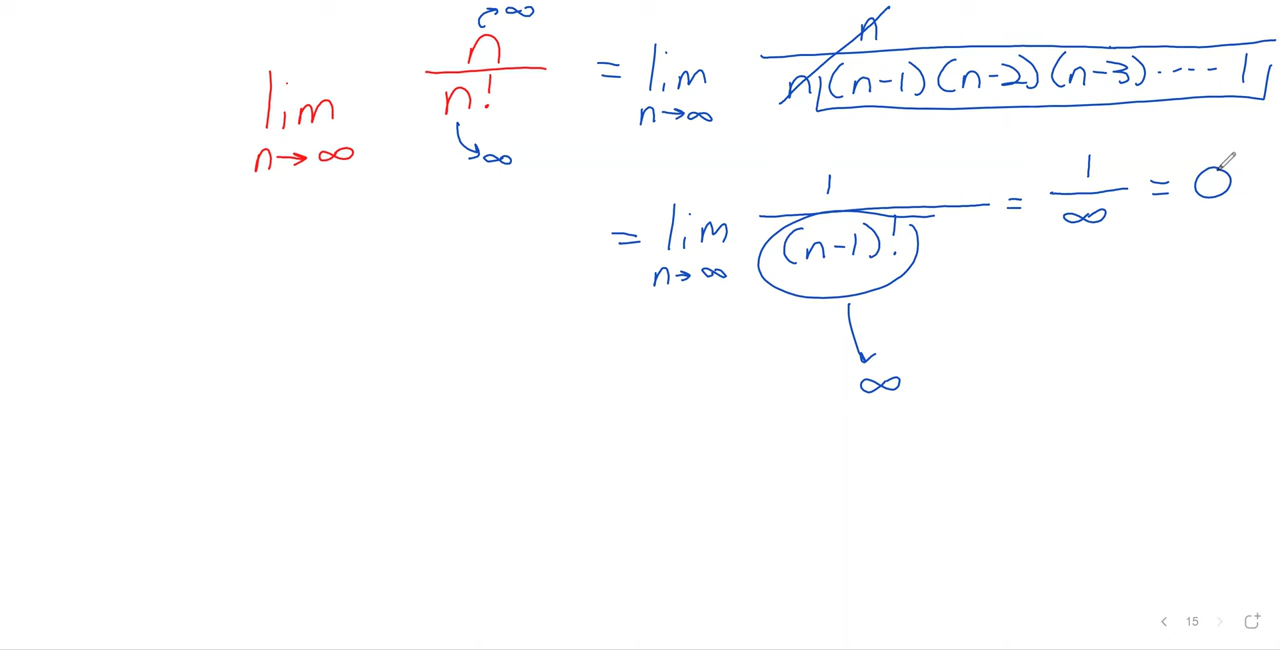 lim n→∞ n/n! = lim n→∞ n/n(n-1)(n-2)(n-3)·····1
→∞
→∞
= lim n→∞ 1/(n-1)! = 1/∞ = 0
∞
15